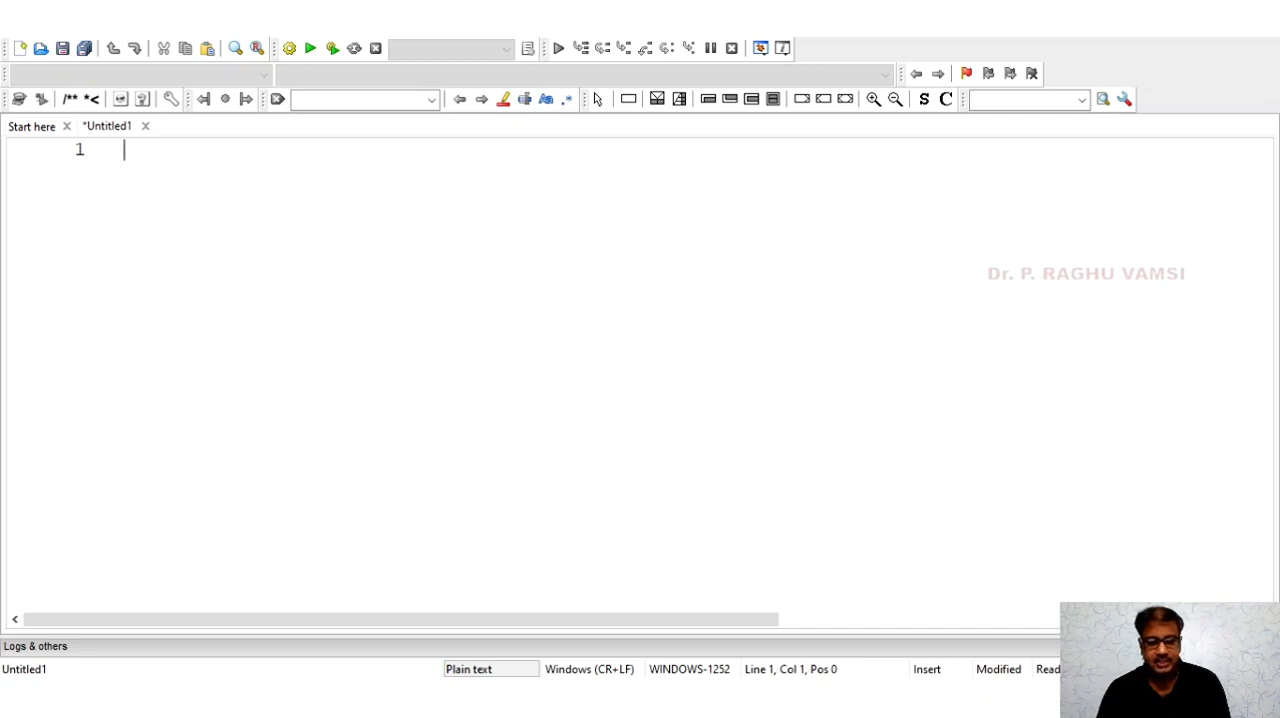 /** *<
S C
Start here *Untitled1
1
Dr. P. RAGHU VAMSI
Logs & others
Untitled1 Plain text Windows (CR+LF) WINDOWS-1252 Line 1, Col 1, Pos 0 Insert Modified Read